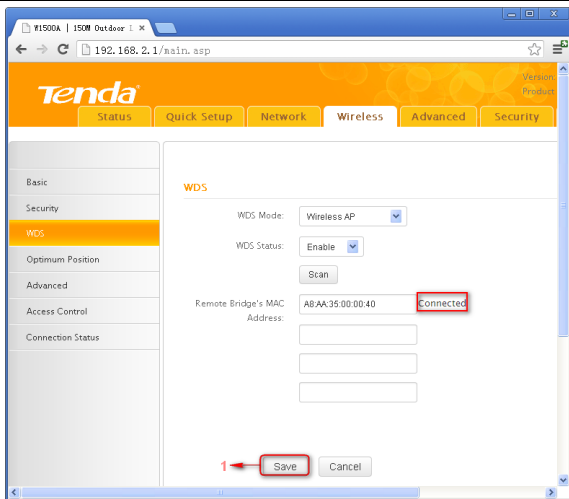 W1500A | 150M Outdoor I
192.168.2.1/main.asp
Tenda
Version
Product
Status
Quick Setup
Network
Wireless
Advanced
Security
Basic
Security
WDS
Optimum Position
Advanced
Access Control
Connection Status
WDS
WDS Mode: Wireless AP
WDS Status: Enable
Scan
Remote Bridge's MAC Address: A8:AA:35:00:00:40 Connected
1 Save Cancel